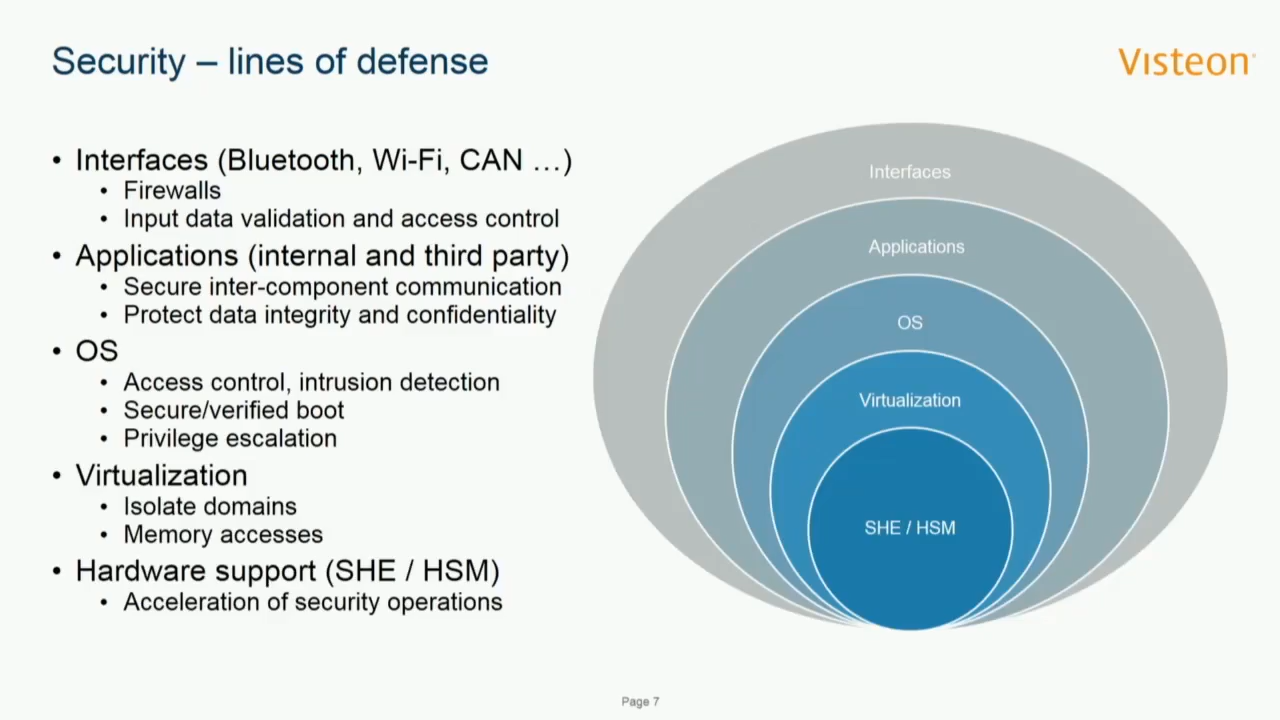 Security – lines of defense
Visteon
• Interfaces (Bluetooth, Wi-Fi, CAN …)
• Firewalls
• Input data validation and access control
• Applications (internal and third party)
• Secure inter-component communication
• Protect data integrity and confidentiality
• OS
• Access control, intrusion detection
• Secure/verified boot
• Privilege escalation
• Virtualization
• Isolate domains
• Memory accesses
• Hardware support (SHE / HSM)
• Acceleration of security operations
Interfaces
Applications
OS
Virtualization
SHE / HSM
Page 7